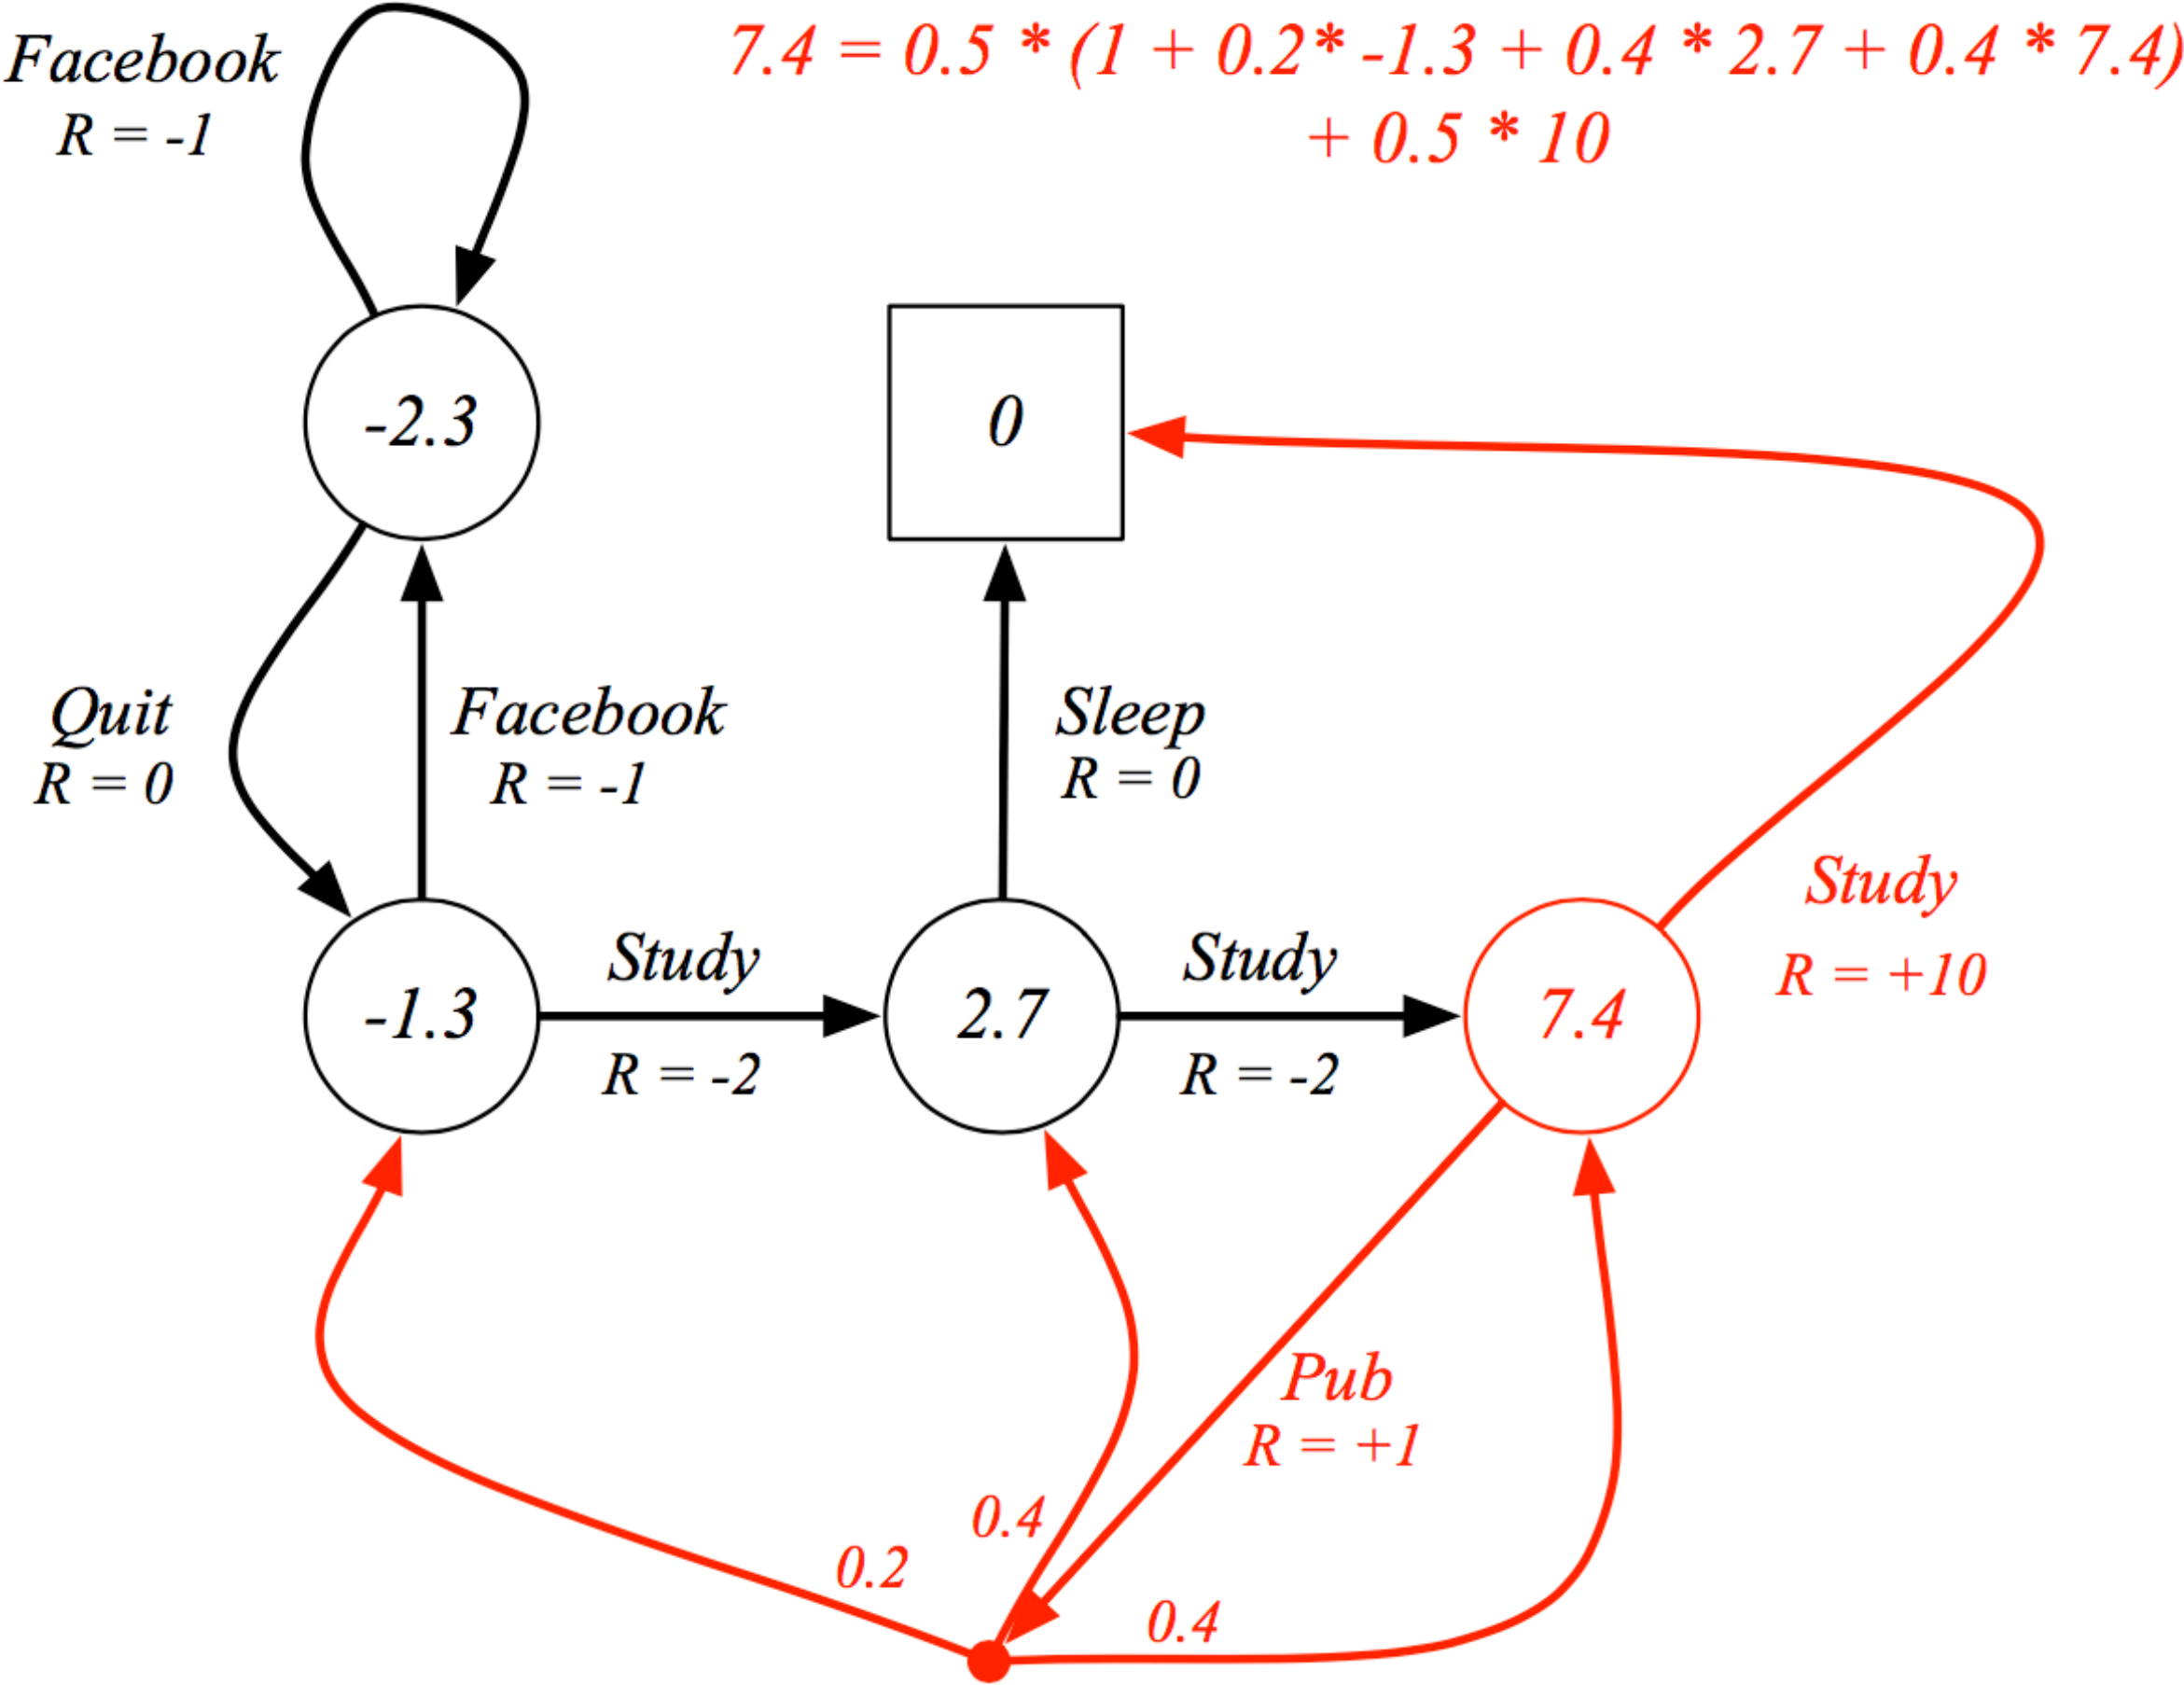 Facebook
R = -1
7.4 = 0.5 * (1 + 0.2* -1.3 + 0.4 * 2.7 + 0.4 * 7.4)
+ 0.5 * 10
-2.3
0
Quit
R = 0
Facebook
R = -1
Sleep
R = 0
Study
R = +10
-1.3
Study
R = -2
2.7
Study
R = -2
7.4
Pub
R = +1
0.4
0.2
0.4